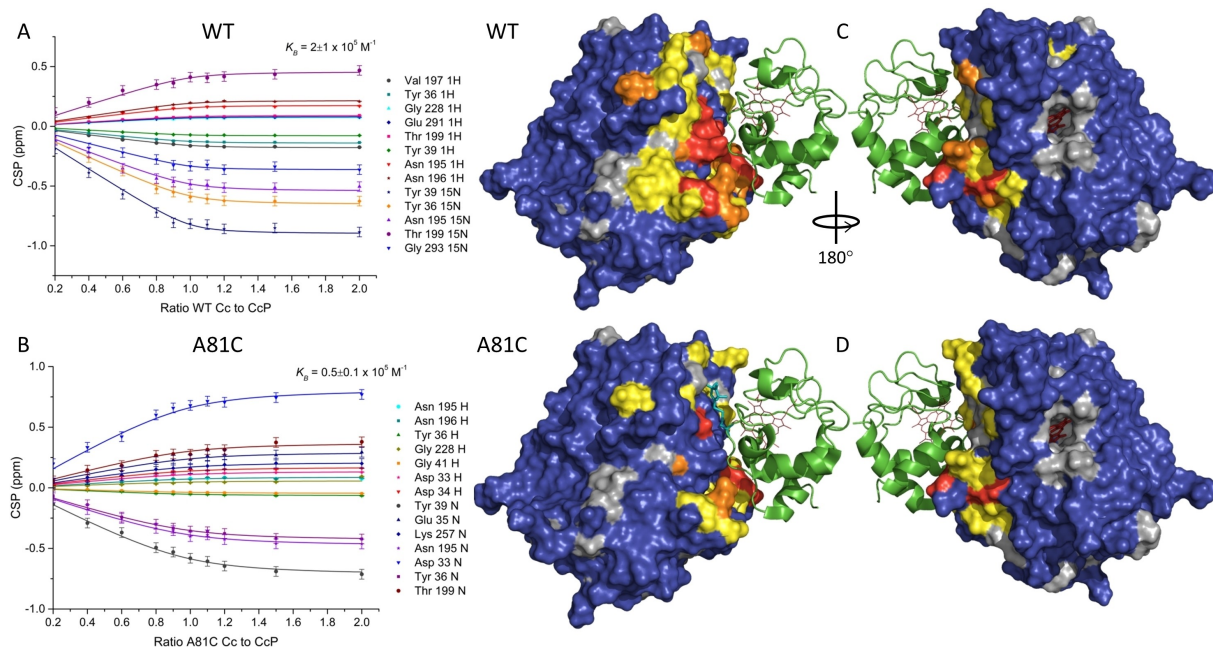 A
WT
K_B = 2±1 x 10⁵ M⁻¹
CSP (ppm)
0.5
0.0
-0.5
-1.0
0.2 0.4 0.6 0.8 1.0 1.2 1.4 1.6 1.8 2.0
Ratio WT Cc to CcP
Val 197 1H
Tyr 36 1H
Gly 228 1H
Glu 291 1H
Thr 199 1H
Tyr 39 1H
Asn 195 1H
Asn 196 1H
Tyr 39 15N
Tyr 36 15N
Asn 195 15N
Thr 199 15N
Gly 293 15N
WT
C
180°
B
A81C
K_B = 0.5±0.1 x 10⁵ M⁻¹
CSP (ppm)
1.0
0.5
0.0
-0.5
-1.0
0.2 0.4 0.6 0.8 1.0 1.2 1.4 1.6 1.8 2.0
Ratio A81C Cc to CcP
Asn 195 H
Asn 196 H
Tyr 36 H
Gly 228 H
Gly 41 H
Asp 33 H
Asp 34 H
Tyr 39 N
Glu 35 N
Lys 257 N
Asn 195 N
Asp 33 N
Tyr 36 N
Thr 199 N
A81C
D